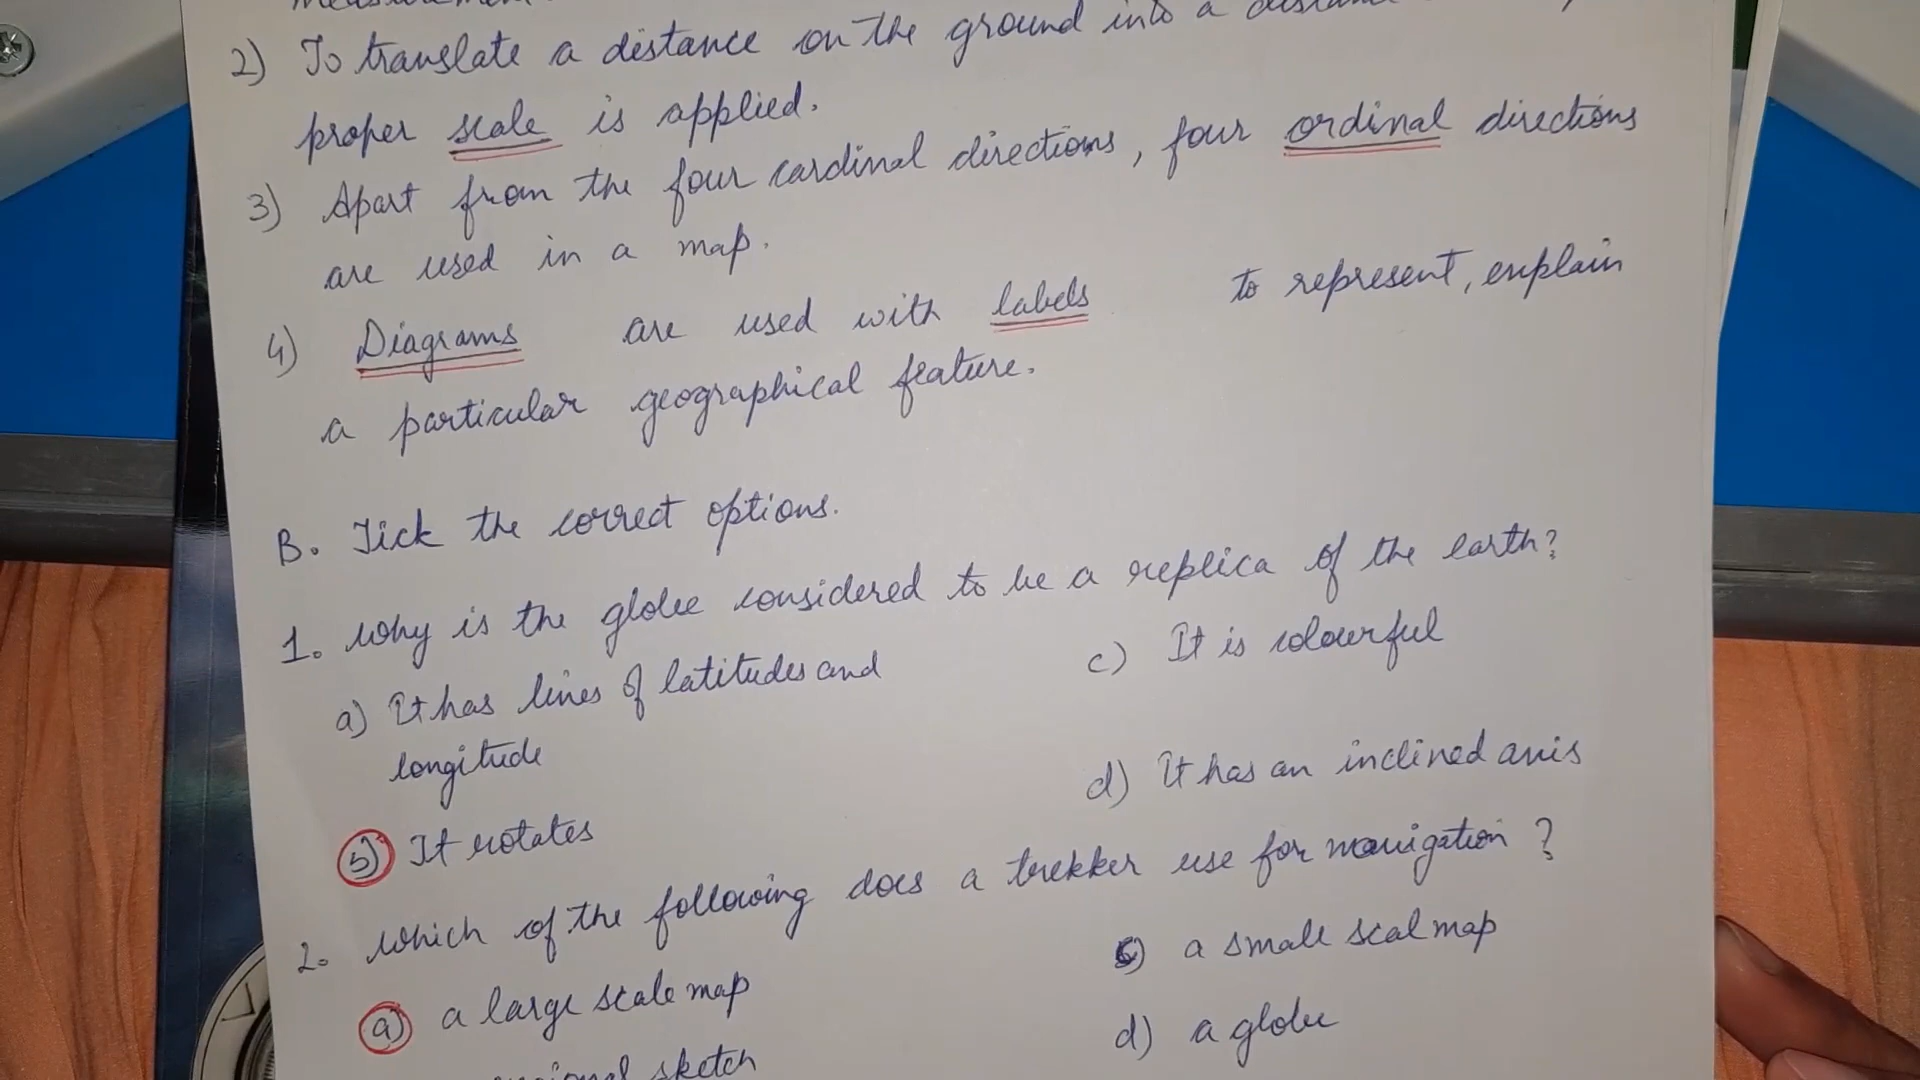 2) To translate a distance on the ground into a
proper scale is applied.
3) Apart from the four cardinal directions, four ordinal directions
are used in a map.
4) Diagrams are used with labels to represent, explain
a particular geographical feature.
B. Tick the correct options.
1. Why is the globe considered to be a replica of the earth?
a) It has lines of latitudes and
longitude
c) It is colourful
b) It rotates
d) It has an inclined axis
2. Which of the following does a trekker use for navigation?
a) a large scale map
c) a small scal map
sketch
d) a globe